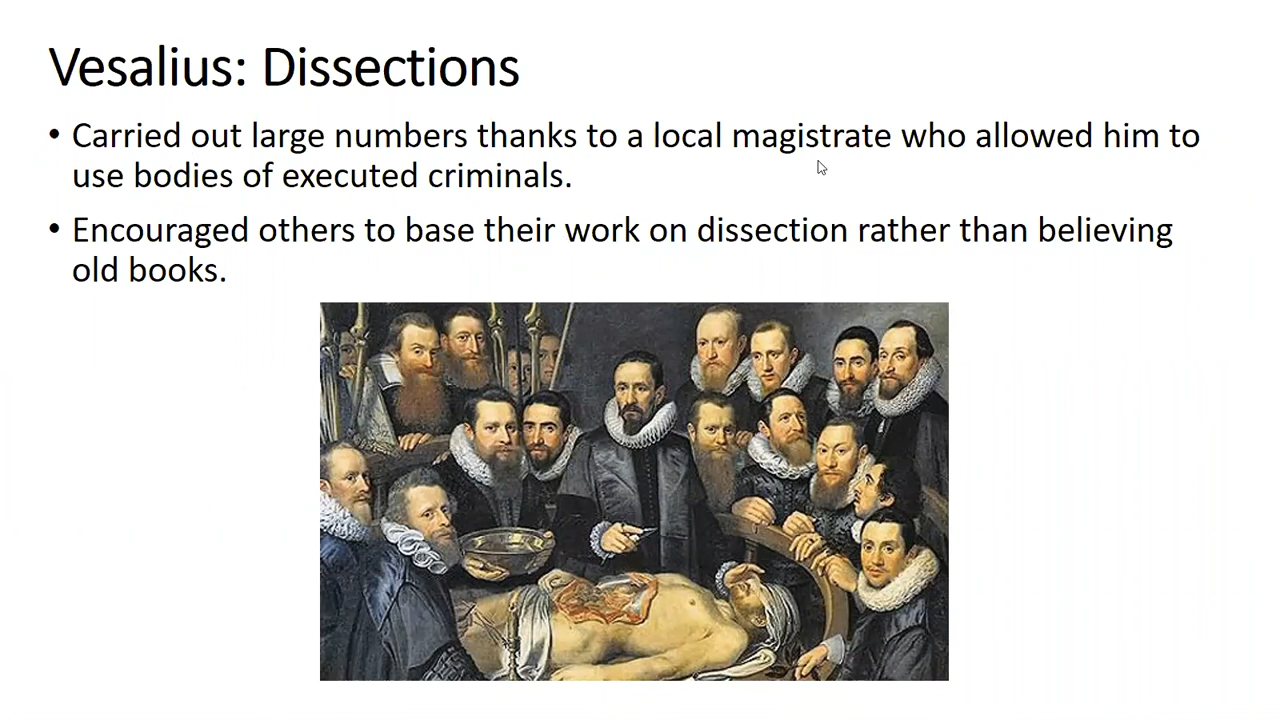 Vesalius: Dissections
• Carried out large numbers thanks to a local magistrate who allowed him to
use bodies of executed criminals.
• Encouraged others to base their work on dissection rather than believing
old books.